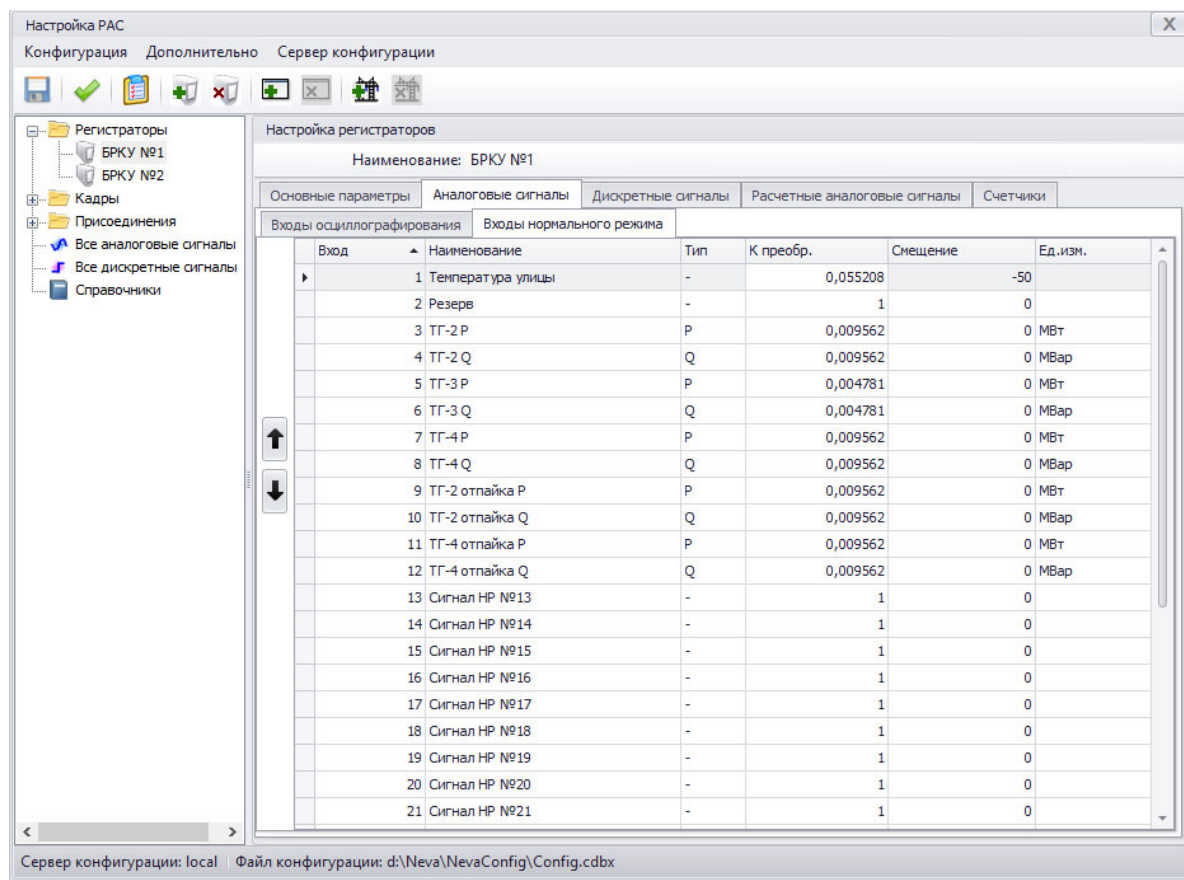 Настройка РАС
X
Конфигурация Дополнительно Сервер конфигурации
Регистраторы
БРКУ №1
БРКУ №2
Кадры
Присоединения
Все аналоговые сигналы
Все дискретные сигналы
Справочники
Настройка регистраторов
Наименование: БРКУ №1
Основные параметры Аналоговые сигналы Дискретные сигналы Расчетные аналоговые сигналы Счетчики
Входы осциллографирования Входы нормального режима
Вход Наименование Тип К преобр. Смещение Ед.изм.
1 Температура улицы - 0,055208 -50
2 Резерв - 1 0
3 ТГ-2 P P 0,009562 0 МВт
4 ТГ-2 Q Q 0,009562 0 МВар
5 ТГ-3 P P 0,004781 0 МВт
6 ТГ-3 Q Q 0,004781 0 МВар
7 ТГ-4 P P 0,009562 0 МВт
8 ТГ-4 Q Q 0,009562 0 МВар
9 ТГ-2 отпайка P P 0,009562 0 МВт
10 ТГ-2 отпайка Q Q 0,009562 0 МВар
11 ТГ-4 отпайка P P 0,009562 0 МВт
12 ТГ-4 отпайка Q Q 0,009562 0 МВар
13 Сигнал НР №13 - 1 0
14 Сигнал НР №14 - 1 0
15 Сигнал НР №15 - 1 0
16 Сигнал НР №16 - 1 0
17 Сигнал НР №17 - 1 0
18 Сигнал НР №18 - 1 0
19 Сигнал НР №19 - 1 0
20 Сигнал НР №20 - 1 0
21 Сигнал НР №21 - 1 0
Сервер конфигурации: local Файл конфигурации: d:\Neva\NevaConfig\Config.cdbx